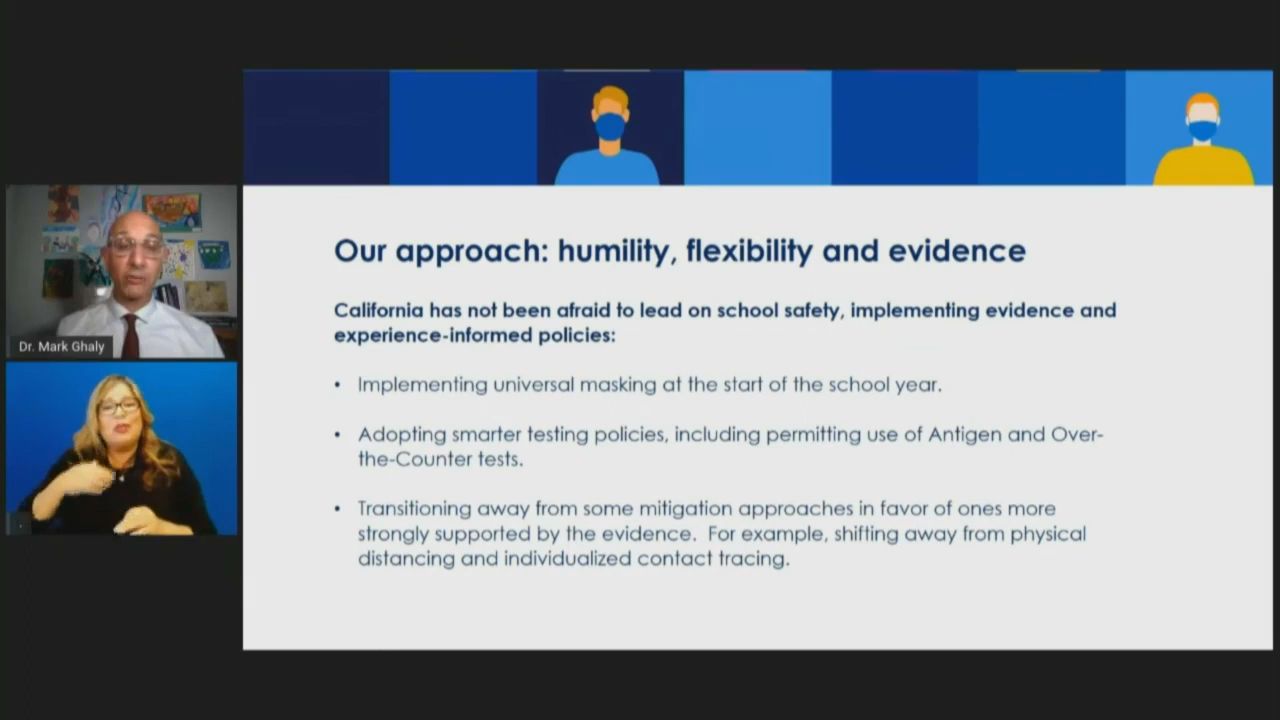 Our approach: humility, flexibility and evidence
California has not been afraid to lead on school safety, implementing evidence and
experience-informed policies:
• Implementing universal masking at the start of the school year.
• Adopting smarter testing policies, including permitting use of Antigen and Over-
the-Counter tests.
• Transitioning away from some mitigation approaches in favor of ones more
strongly supported by the evidence. For example, shifting away from physical
distancing and individualized contact tracing.
Dr. Mark Ghaly